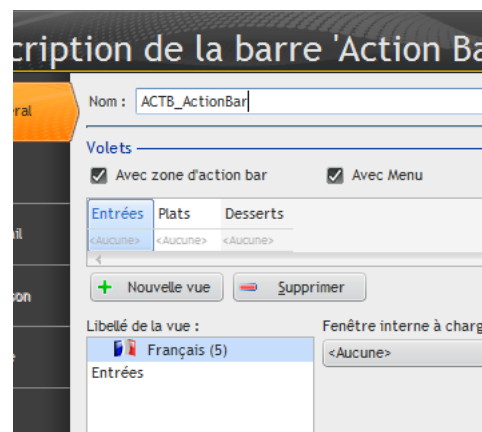 cription de la barre 'Action Ba
ral
Nom : ACTB_ActionBar
Volets
Avec zone d'action bar Avec Menu
Entrées Plats Desserts
<Aucune> <Aucune> <Aucune>
il
Nouvelle vue Supprimer
son
Libellé de la vue : Fenêtre interne à charg
Français (5) <Aucune>
Entrées